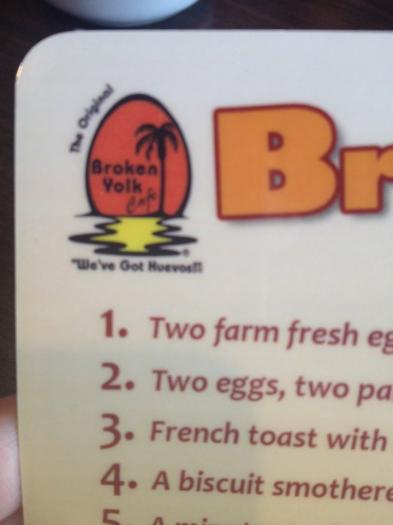 The Original
Broken
Yolk
Cafe
"We've Got Huevos!!!
Br
1. Two farm fresh eg
2. Two eggs, two pa
3. French toast with
4. A biscuit smothere
5.